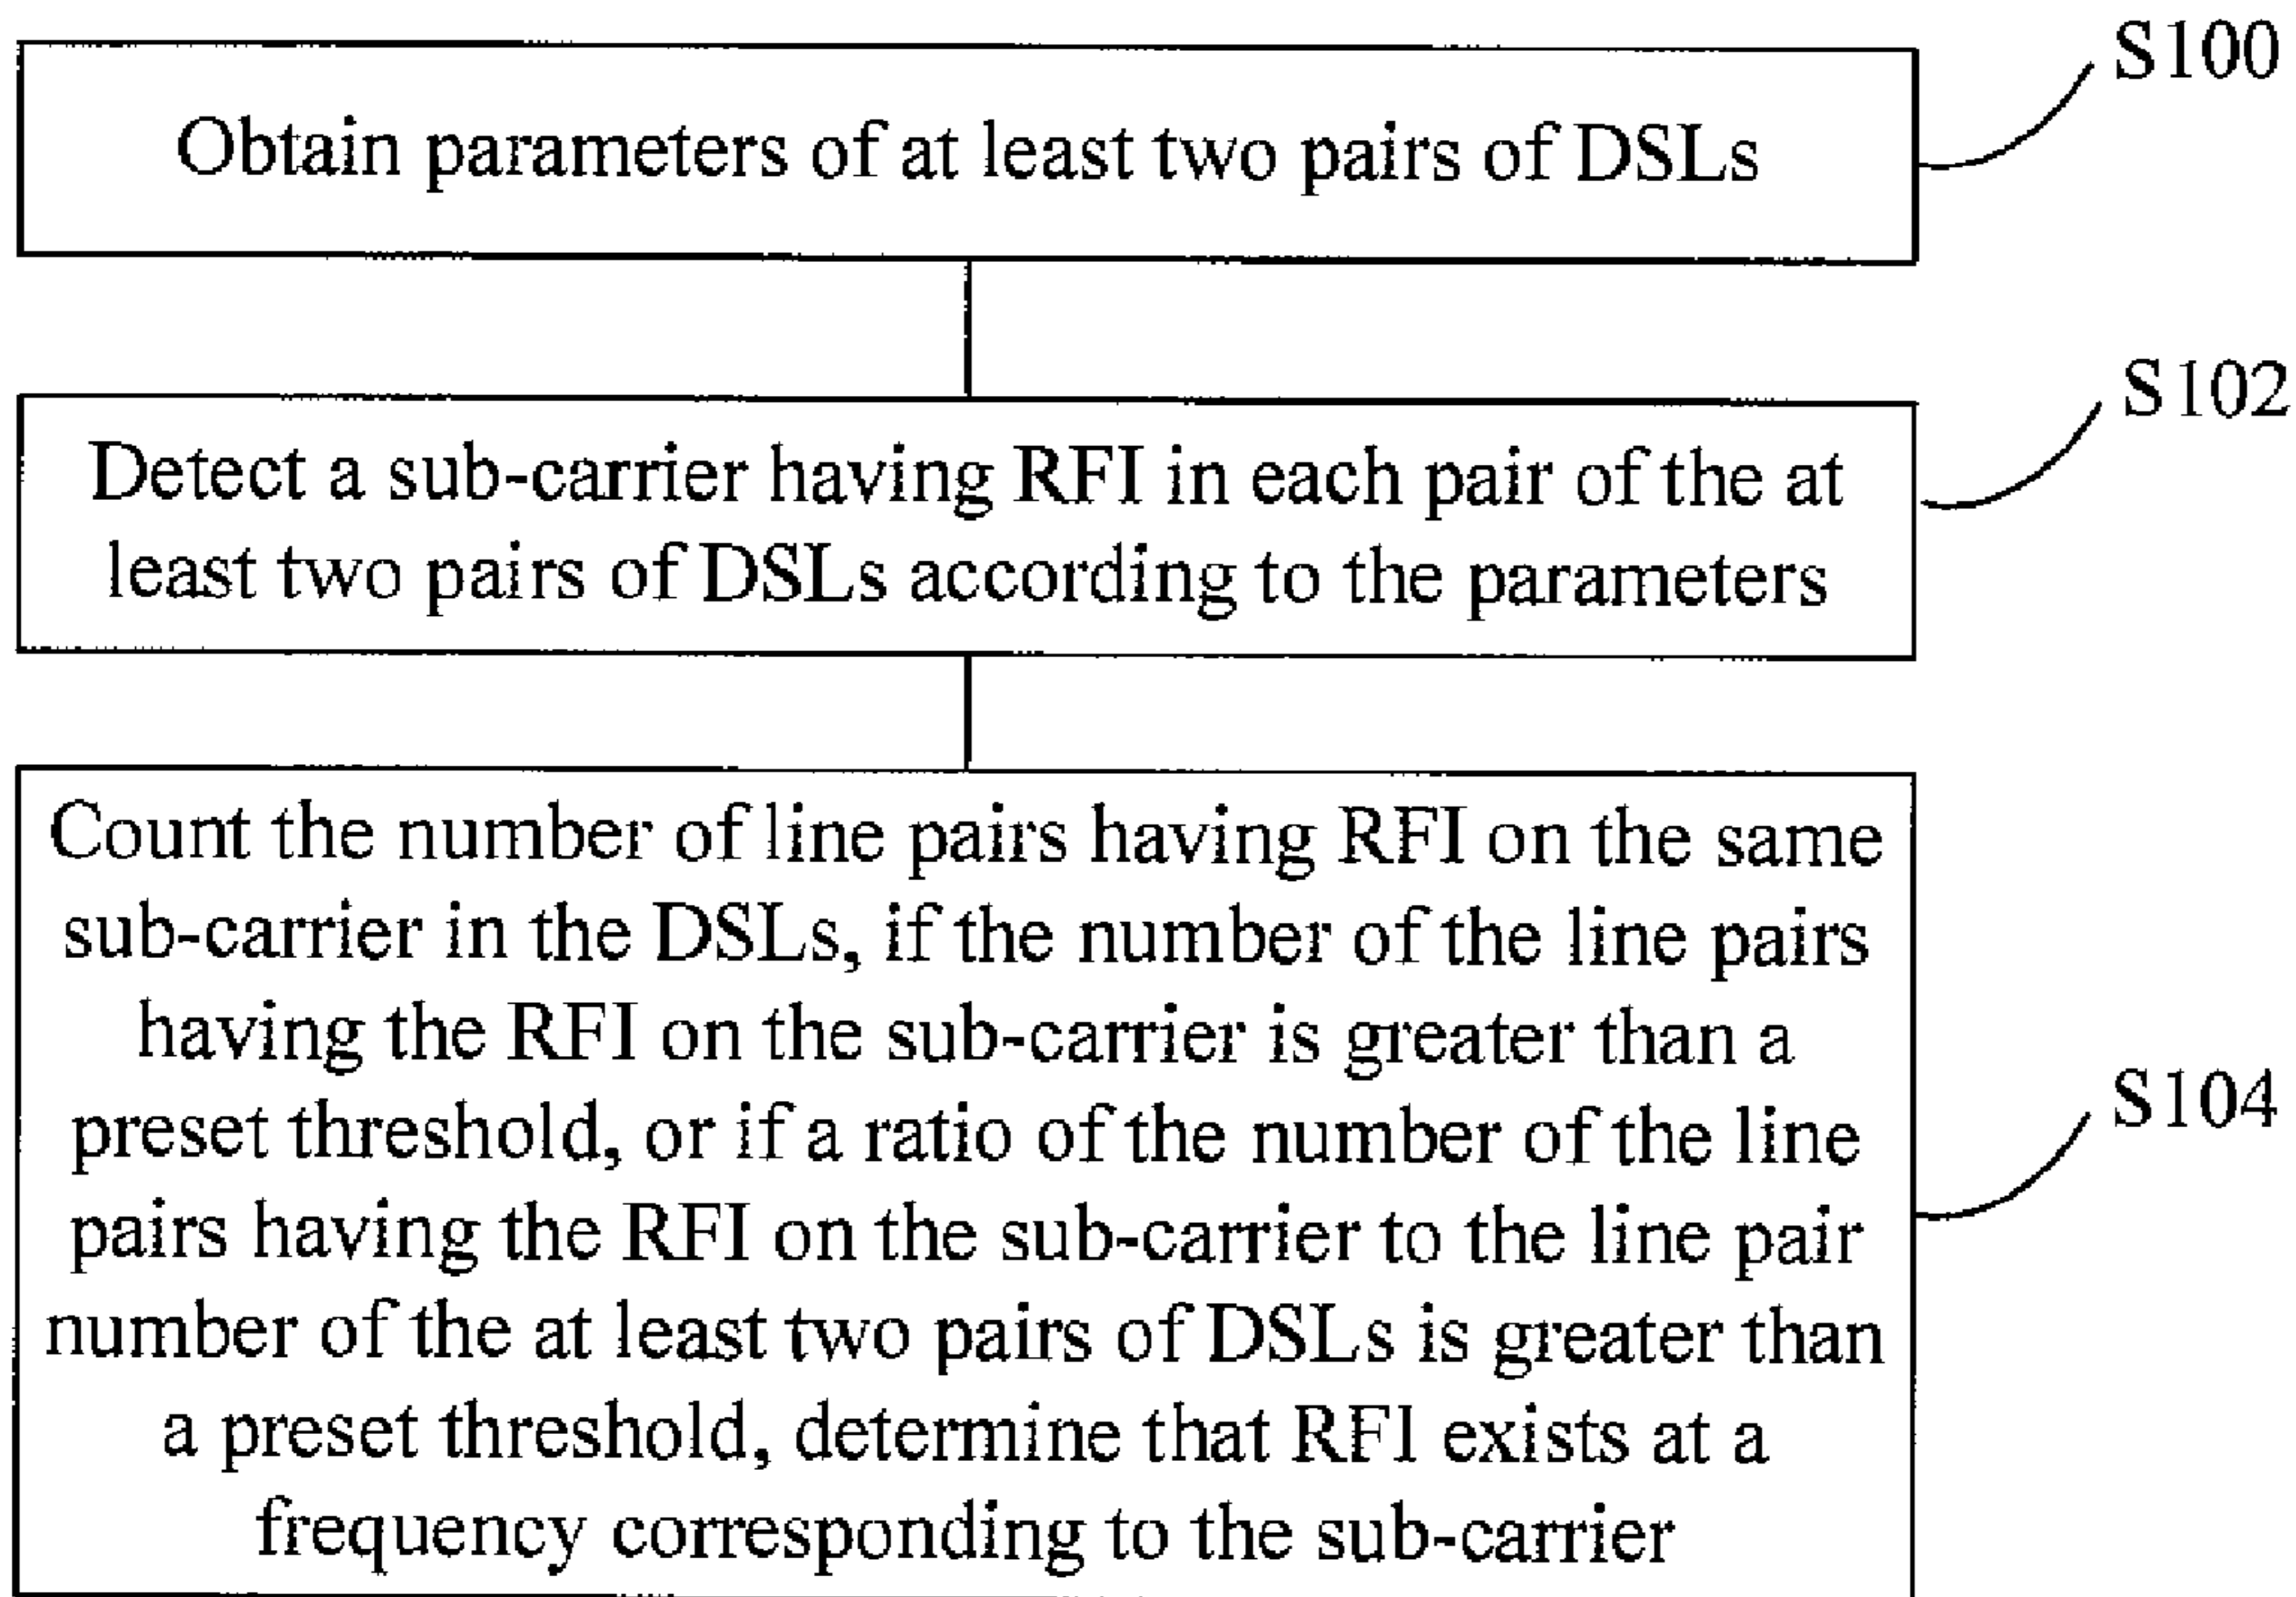 S100
Obtain parameters of at least two pairs of DSLs
S102
Detect a sub-carrier having RFI in each pair of the at
least two pairs of DSLs according to the parameters
Count the number of line pairs having RFI on the same
sub-carrier in the DSLs, if the number of the line pairs
having the RFI on the sub-carrier is greater than a
preset threshold, or if a ratio of the number of the line
pairs having the RFI on the sub-carrier to the line pair
number of the at least two pairs of DSLs is greater than
a preset threshold, determine that RFI exists at a
frequency corresponding to the sub-carrier
S104